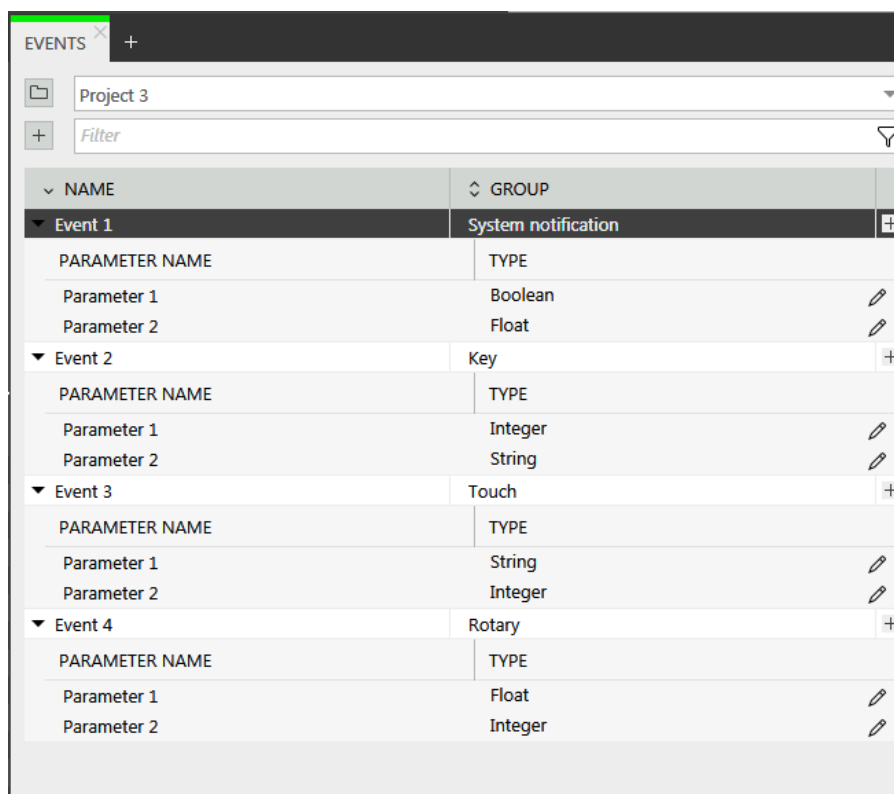 EVENTS
Project 3
Filter
NAME GROUP
Event 1 System notification
PARAMETER NAME TYPE
Parameter 1 Boolean
Parameter 2 Float
Event 2 Key
PARAMETER NAME TYPE
Parameter 1 Integer
Parameter 2 String
Event 3 Touch
PARAMETER NAME TYPE
Parameter 1 String
Parameter 2 Integer
Event 4 Rotary
PARAMETER NAME TYPE
Parameter 1 Float
Parameter 2 Integer